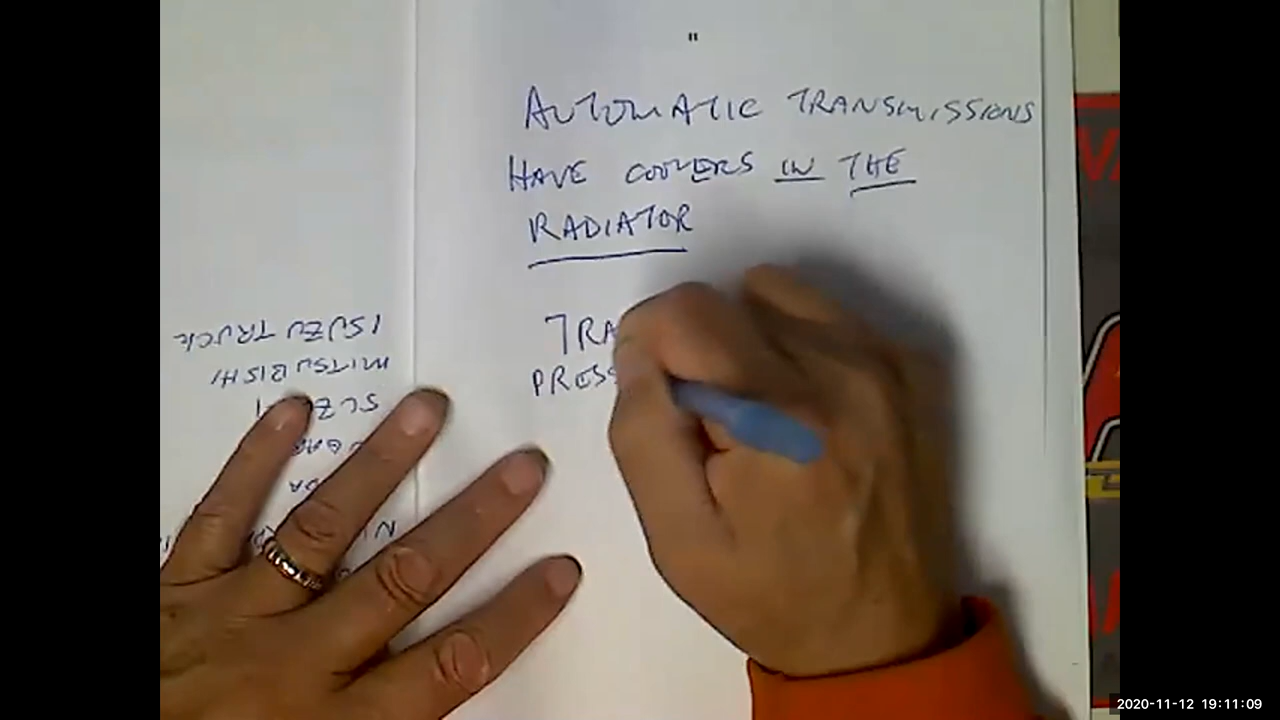 "
AUTOMATIC TRANSMISSIONS
HAVE COOLERS IN THE
RADIATOR
TRA
PRESS
ISUZU TRUCK
MITSUBISHI
2020-11-12 19:11:09